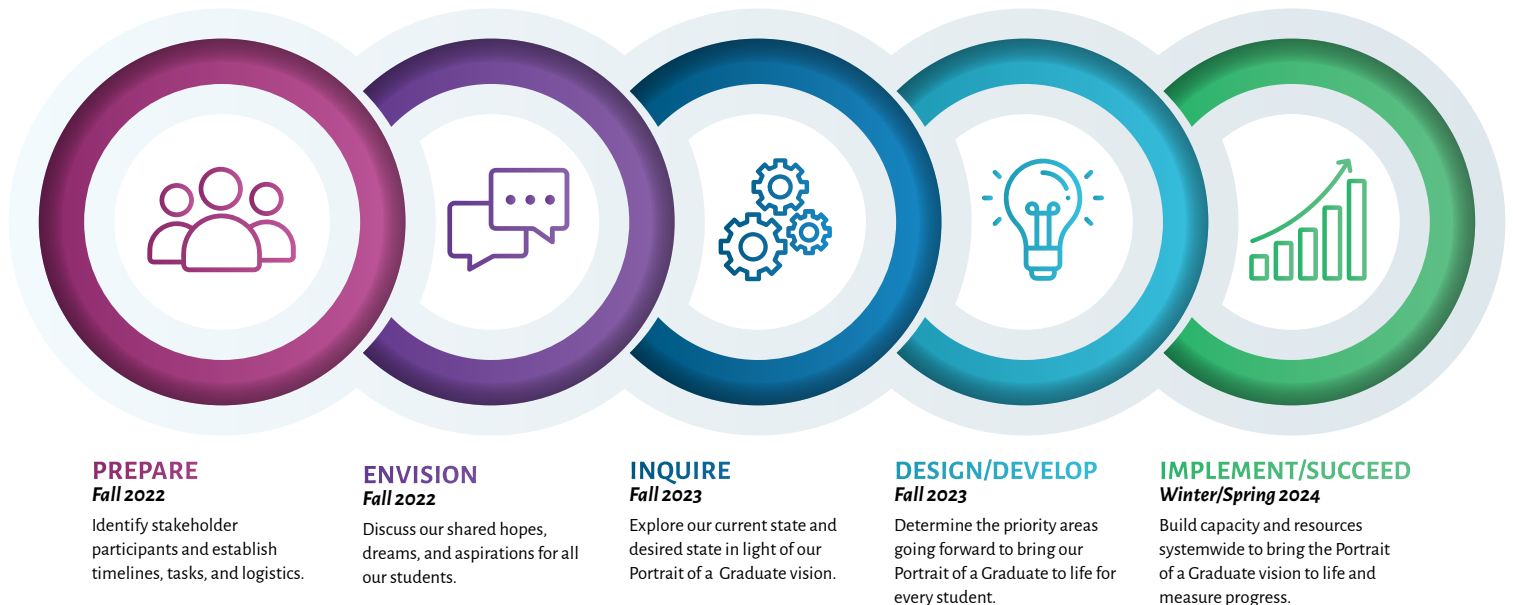 PREPARE
Fall 2022
Identify stakeholder
participants and establish
timelines, tasks, and logistics.
ENVISION
Fall 2022
Discuss our shared hopes,
dreams, and aspirations for all
our students.
INQUIRE
Fall 2023
Explore our current state and
desired state in light of our
Portrait of a Graduate vision.
DESIGN/DEVELOP
Fall 2023
Determine the priority areas
going forward to bring our
Portrait of a Graduate to life for
every student.
IMPLEMENT/SUCCEED
Winter/Spring 2024
Build capacity and resources
systemwide to bring the Portrait
of a Graduate vision to life and
measure progress.